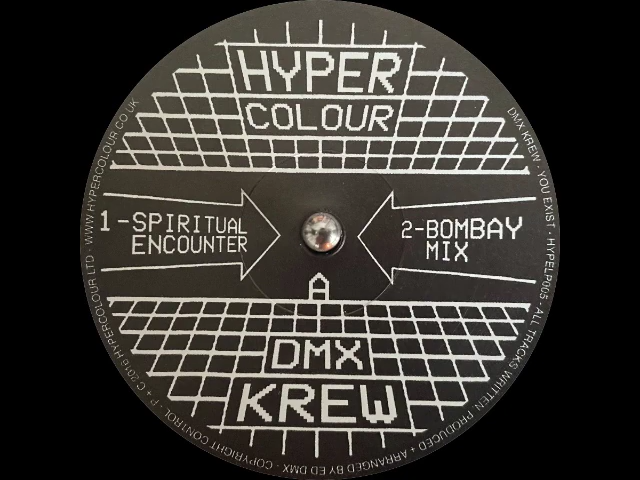 HYPER
COLOUR
1-SPIRITUAL
ENCOUNTER
2-BOMBAY
MIX
A
DMX
KREW
DMX KREW · YOU EXIST · HYPELP005 · ALL TRACKS WRITTEN, PRODUCED + ARRANGED BY ED DMX · COPYRIGHT CONTROL · P + C 2016 HYPERCOLOUR LTD · WWW.HYPERCOLOUR.CO.UK